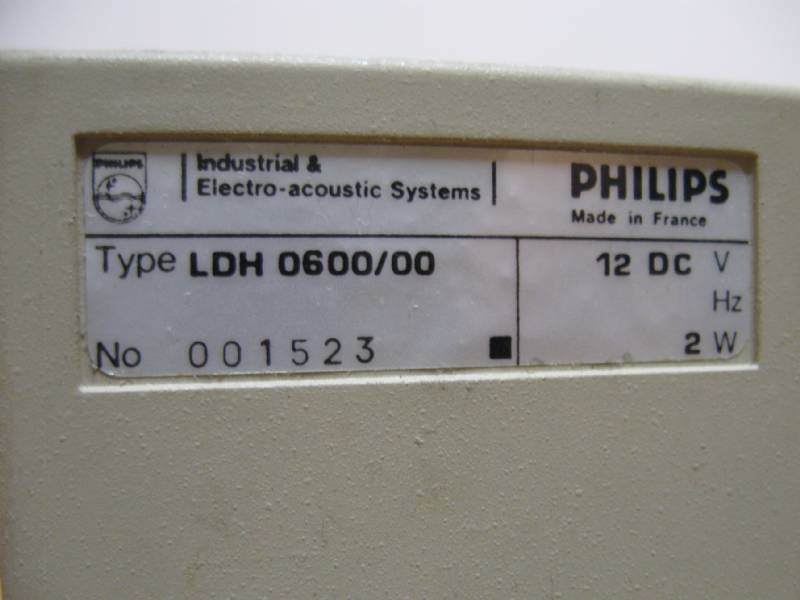 PHILIPS
Industrial &
Electro-acoustic Systems
PHILIPS
Made in France
Type LDH 0600/00
12 DC V
Hz
No 001523
2 W